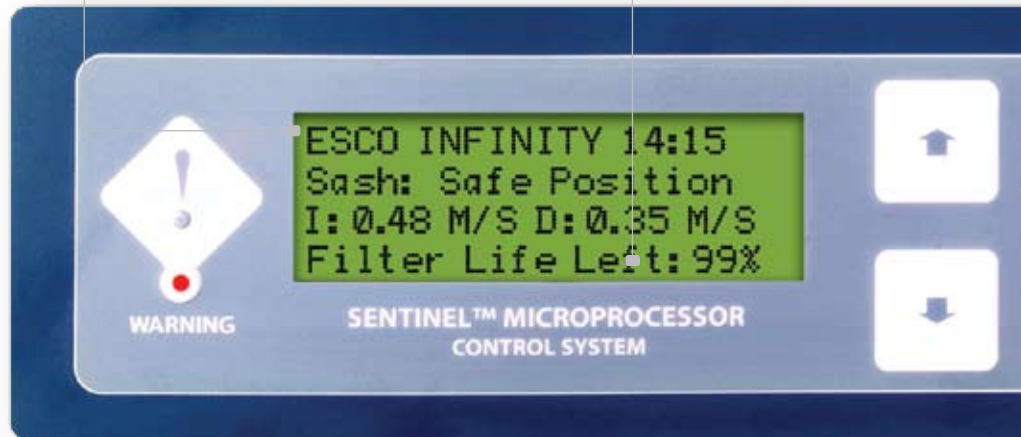 ESCO INFINITY 14:15
Sash: Safe Position
I: 0.48 M/S D: 0.35 M/S
Filter Life Left: 99%
WARNING
SENTINEL™ MICROPROCESSOR
CONTROL SYSTEM